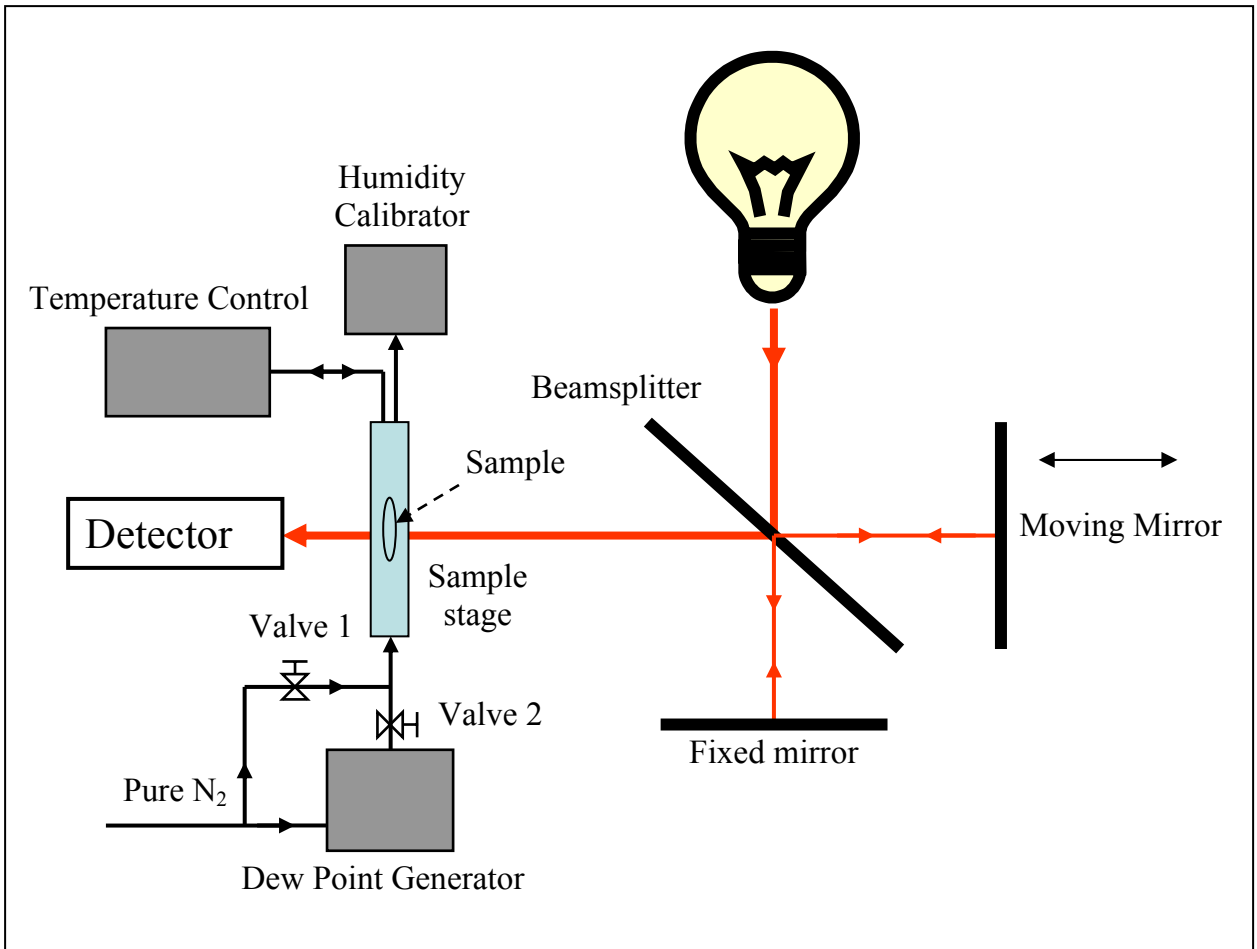 Humidity
Calibrator
Temperature Control
Beamsplitter
Sample
Detector
Moving Mirror
Sample
stage
Valve 1
Valve 2
Fixed mirror
Pure N₂
Dew Point Generator